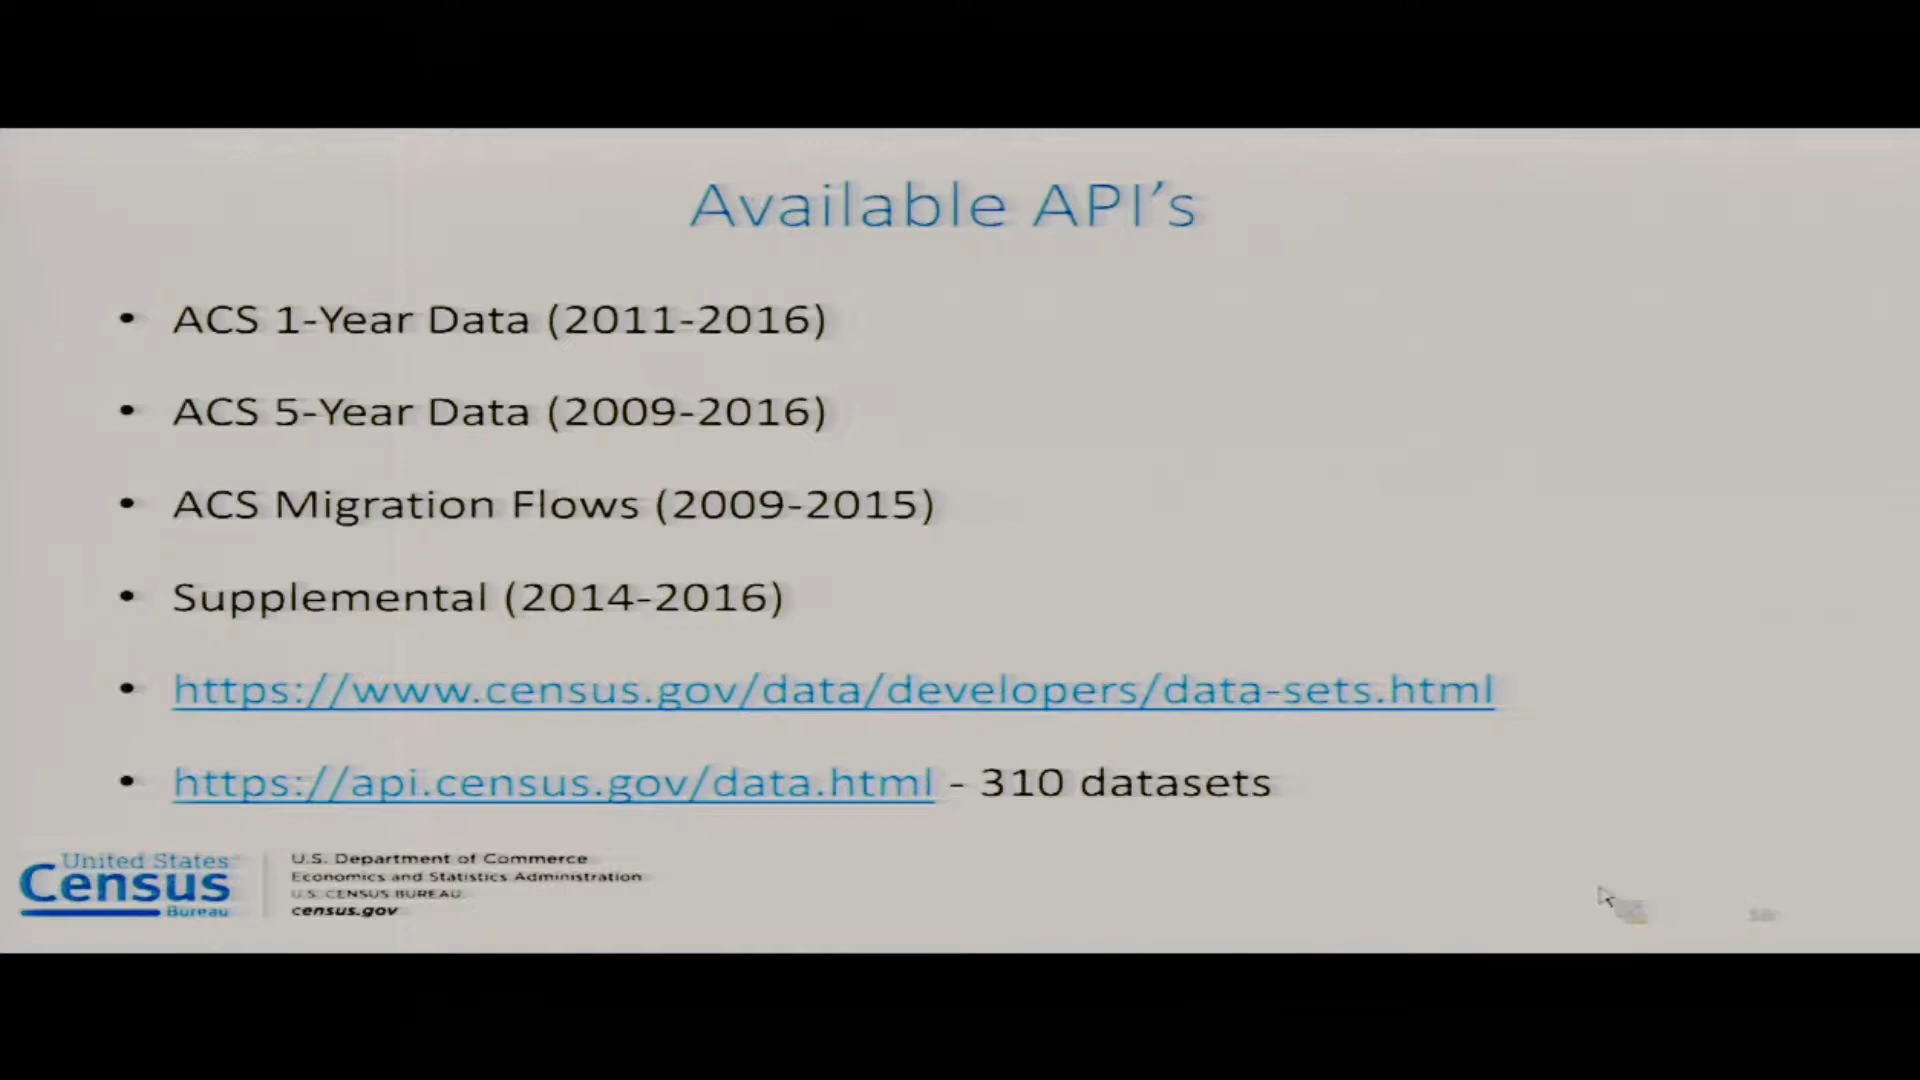 Available API’s
• ACS 1-Year Data (2011-2016)
• ACS 5-Year Data (2009-2016)
• ACS Migration Flows (2009-2015)
• Supplemental (2014-2016)
• https://www.census.gov/data/developers/data-sets.html
• https://api.census.gov/data.html - 310 datasets
United States
Census
Bureau
U.S. Department of Commerce
Economics and Statistics Administration
U.S. CENSUS BUREAU
census.gov